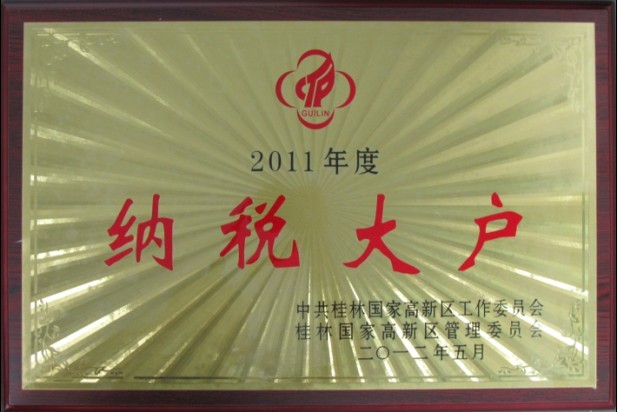 GUILIN
2011年度
纳税大户
中共桂林国家高新区工作委员会
桂林国家高新区管理委员会
二〇一二年五月